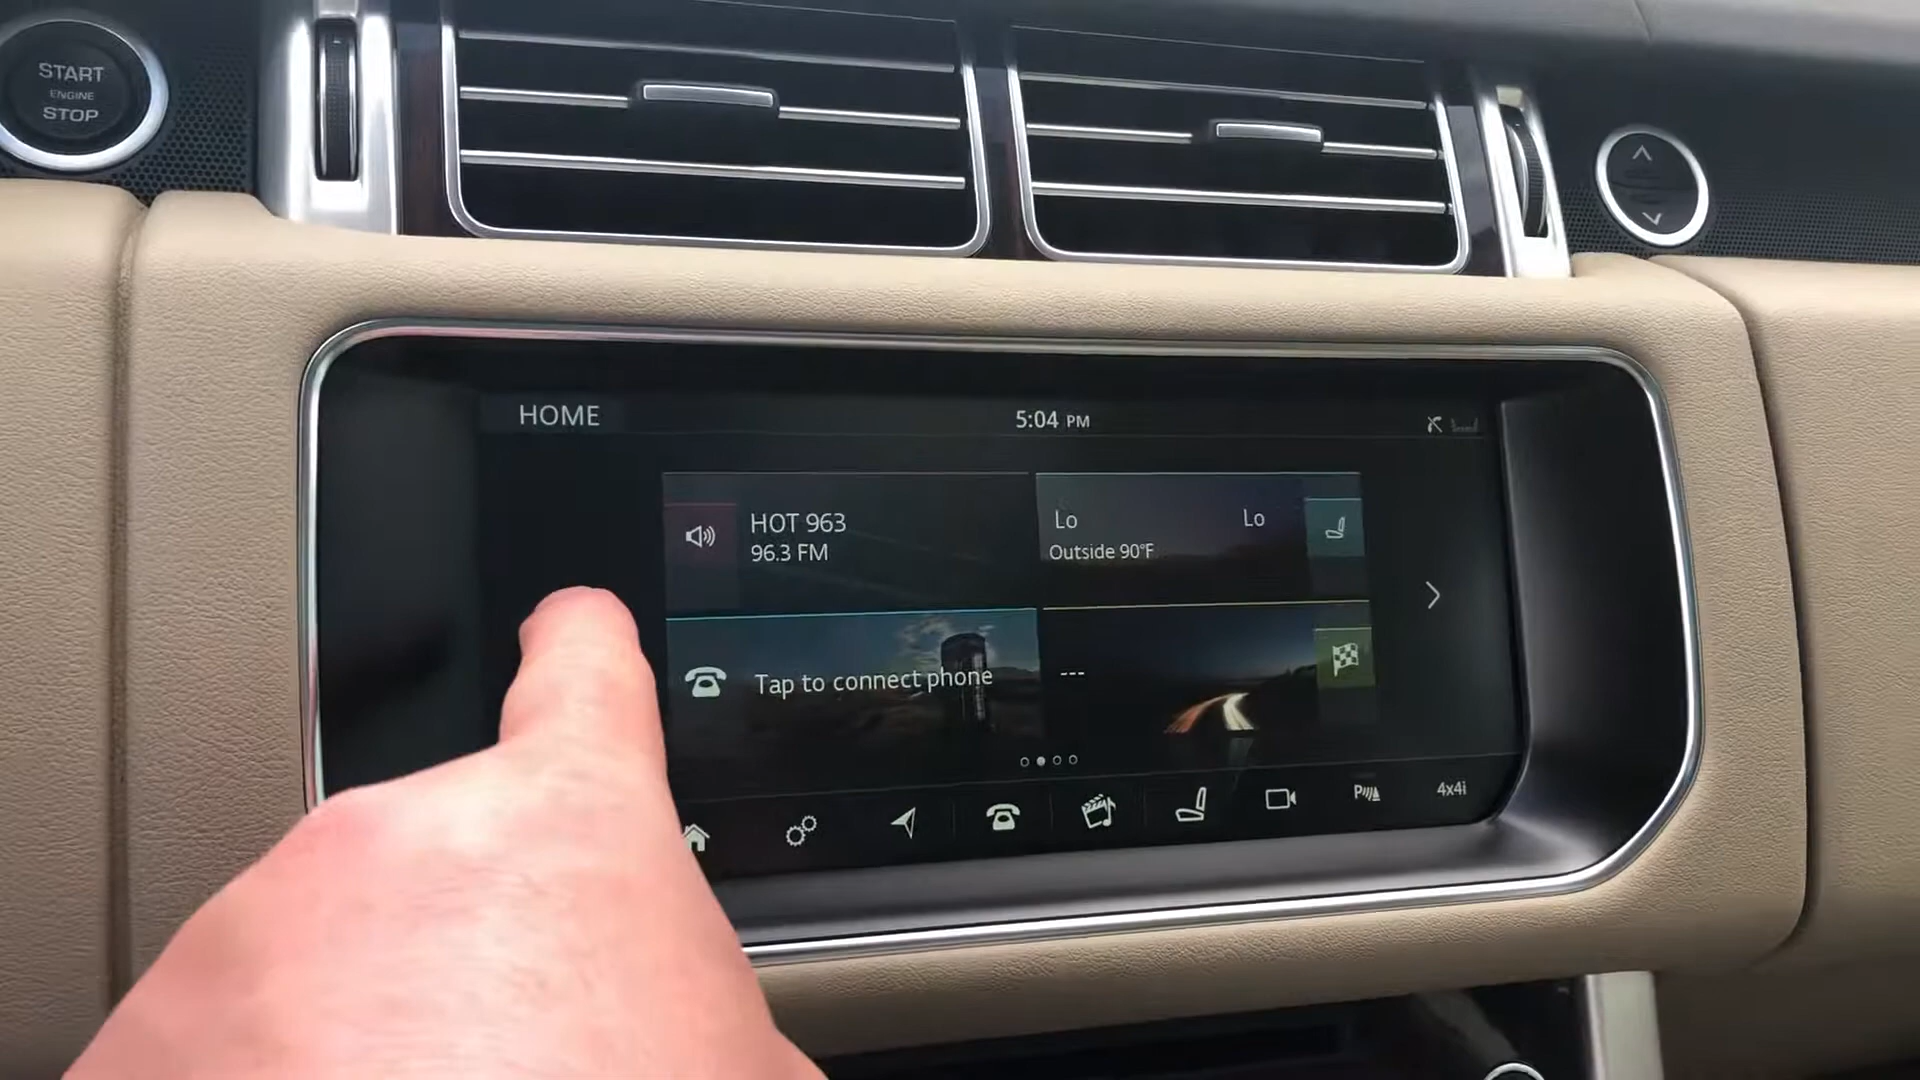 START
ENGINE
STOP
HOME
5:04 PM
HOT 963
96.3 FM
Lo
Lo
Outside 90°F
Tap to connect phone
---
P
4x4i